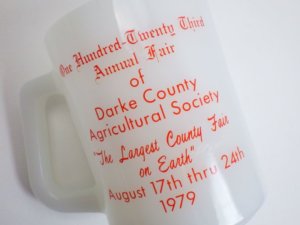 One Hundred-Twenty Third
Annual Fair
of
Darke County
Agricultural Society
"The Largest County Fair
on Earth"
August 17th thru 24th
1979